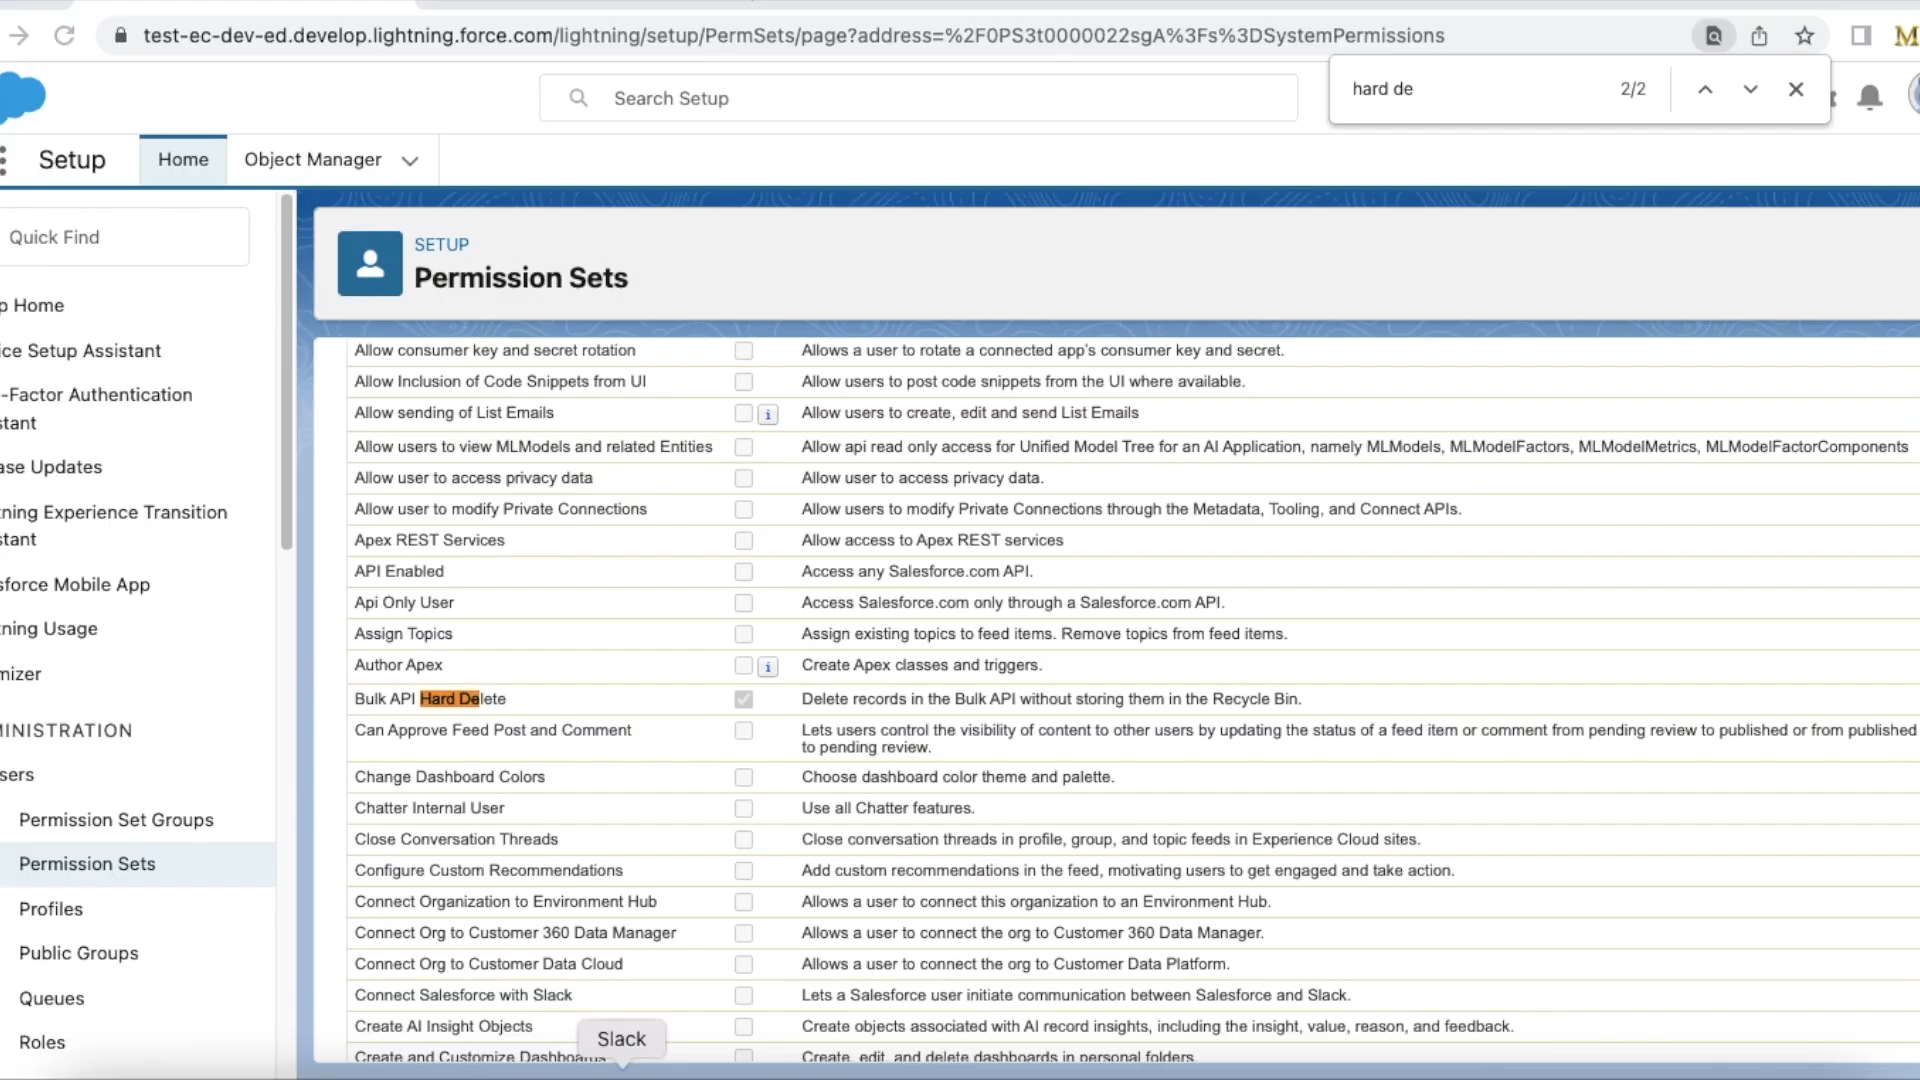 test-ec-dev-ed.develop.lightning.force.com/lightning/setup/PermSets/page?address=%2F0PS3t0000022sgA%3Fs%3DSystemPermissions
M
hard de
2/2
Search Setup
Setup
Home
Object Manager
Quick Find
p Home
ice Setup Assistant
-Factor Authentication
stant
ase Updates
tning Experience Transition
stant
sforce Mobile App
tning Usage
mizer
MINISTRATION
sers
Permission Set Groups
Permission Sets
Profiles
Public Groups
Queues
Roles
SETUP
Permission Sets
Allow consumer key and secret rotation
Allows a user to rotate a connected app's consumer key and secret.
Allow Inclusion of Code Snippets from UI
Allow users to post code snippets from the UI where available.
Allow sending of List Emails
i
Allow users to create, edit and send List Emails
Allow users to view MLModels and related Entities
Allow api read only access for Unified Model Tree for an AI Application, namely MLModels, MLModelFactors, MLModelMetrics, MLModelFactorComponents
Allow user to access privacy data
Allow user to access privacy data.
Allow user to modify Private Connections
Allow users to modify Private Connections through the Metadata, Tooling, and Connect APIs.
Apex REST Services
Allow access to Apex REST services
API Enabled
Access any Salesforce.com API.
Api Only User
Access Salesforce.com only through a Salesforce.com API.
Assign Topics
Assign existing topics to feed items. Remove topics from feed items.
Author Apex
i
Create Apex classes and triggers.
Bulk API Hard Delete
Delete records in the Bulk API without storing them in the Recycle Bin.
Can Approve Feed Post and Comment
Lets users control the visibility of content to other users by updating the status of a feed item or comment from pending review to published or from published
to pending review.
Change Dashboard Colors
Choose dashboard color theme and palette.
Chatter Internal User
Use all Chatter features.
Close Conversation Threads
Close conversation threads in profile, group, and topic feeds in Experience Cloud sites.
Configure Custom Recommendations
Add custom recommendations in the feed, motivating users to get engaged and take action.
Connect Organization to Environment Hub
Allows a user to connect this organization to an Environment Hub.
Connect Org to Customer 360 Data Manager
Allows a user to connect the org to Customer 360 Data Manager.
Connect Org to Customer Data Cloud
Allows a user to connect the org to Customer Data Platform.
Connect Salesforce with Slack
Lets a Salesforce user initiate communication between Salesforce and Slack.
Create AI Insight Objects
Create objects associated with AI record insights, including the insight, value, reason, and feedback.
Create and Customize Dashboards
Create, edit, and delete dashboards in personal folders.
Slack